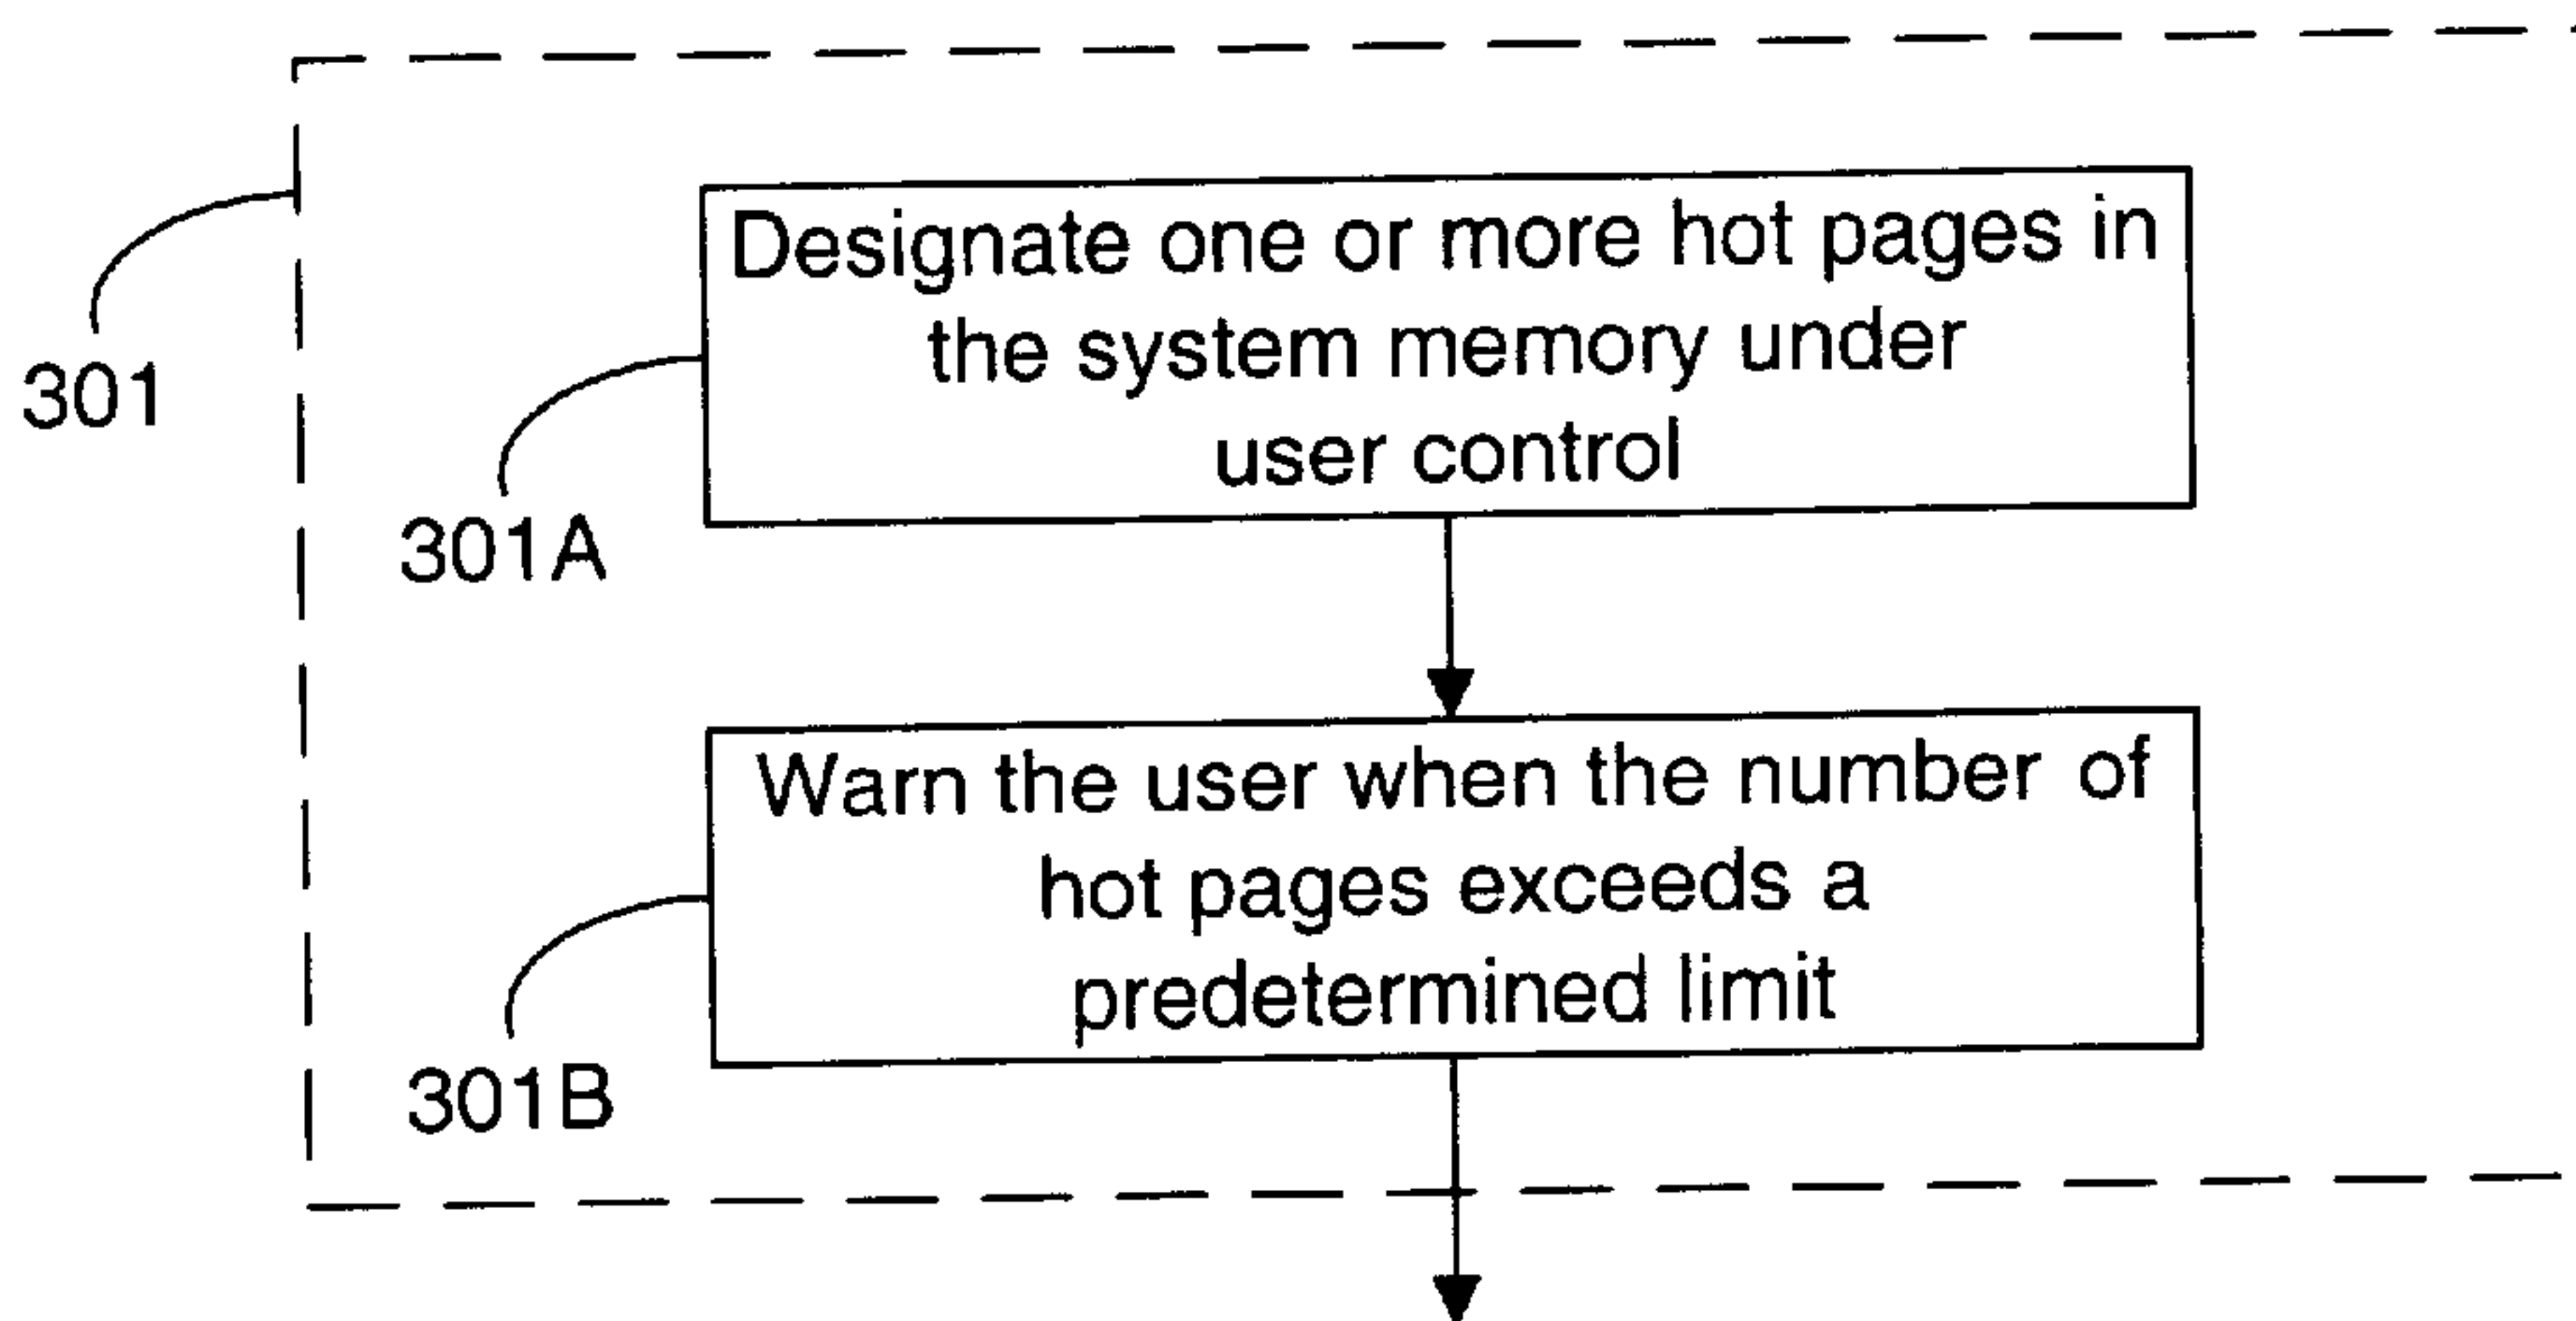 Designate one or more hot pages in
the system memory under
user control
301
301A
Warn the user when the number of
hot pages exceeds a
predetermined limit
301B